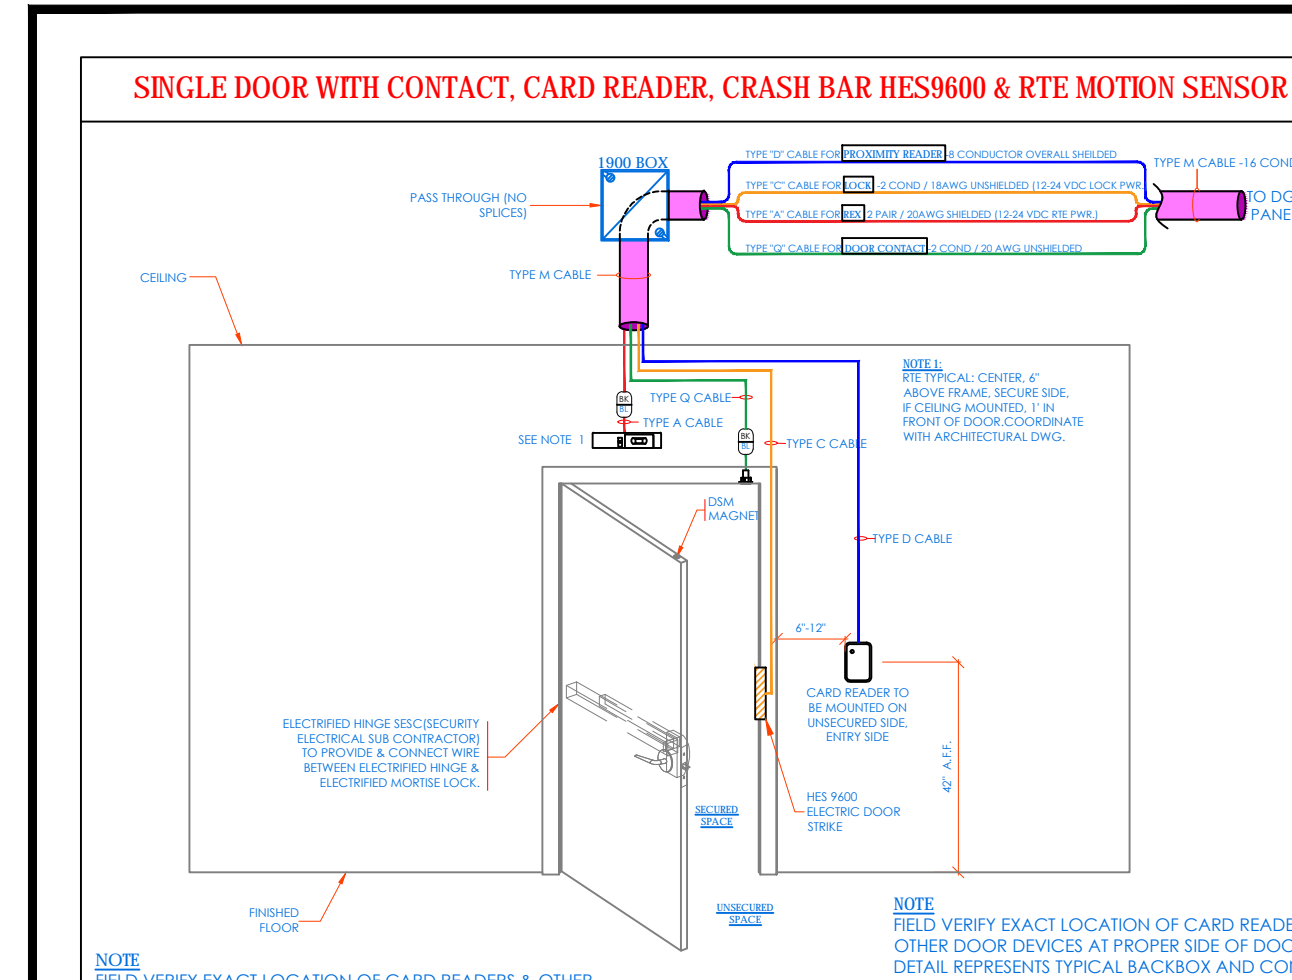 SINGLE DOOR WITH CONTACT, CARD READER, CRASH BAR HES9600 & RTE MOTION SENSOR
1900 BOX
PASS THROUGH (NO
SPLICES)
TYPE "D" CABLE FOR PROXIMITY READER -8 CONDUCTOR OVERALL SHEILDED
TYPE "C" CABLE FOR LOCK -2 COND / 18AWG UNSHIELDED (12-24 VDC LOCK PWR.
TYPE "A" CABLE FOR REX 2 PAIR / 20AWG SHIELDED (12-24 VDC RTE PWR.)
TYPE "Q" CABLE FOR DOOR CONTACT -2 COND / 20 AWG UNSHIELDED
TYPE M CABLE -16 COND
TO DG
PANE
TYPE M CABLE
CEILING
NOTE 1:
RTE TYPICAL: CENTER, 6"
ABOVE FRAME, SECURE SIDE,
IF CEILING MOUNTED, 1' IN
FRONT OF DOOR.COORDINATE
WITH ARCHITECTURAL DWG.
BK
BL
TYPE Q CABLE
TYPE A CABLE
SEE NOTE 1
BK
BL
TYPE C CABLE
DSM
MAGNET
TYPE D CABLE
6"-12"
CARD READER TO
BE MOUNTED ON
UNSECURED SIDE,
ENTRY SIDE
42" A.F.F.
ELECTRIFIED HINGE SESC(SECURITY
ELECTRICAL SUB CONTRACTOR)
TO PROVIDE & CONNECT WIRE
BETWEEN ELECTRIFIED HINGE &
ELECTRIFIED MORTISE LOCK.
HES 9600
ELECTRIC DOOR
STRIKE
SECURED
SPACE
UNSECURED
SPACE
FINISHED
FLOOR
NOTE
FIELD VERIFY EXACT LOCATION OF CARD READE
OTHER DOOR DEVICES AT PROPER SIDE OF DOO
DETAIL REPRESENTS TYPICAL BACKBOX AND CON
NOTE
FIELD VERIFY EXACT LOCATION OF CARD READERS & OTHER